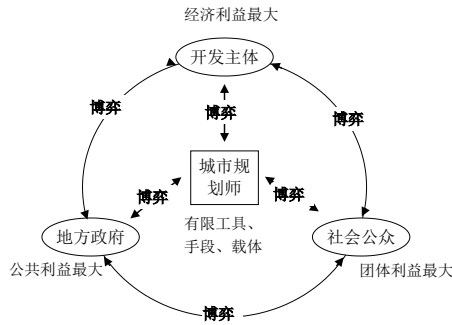 经济利益最大
开发主体
博弈
博弈
博弈
城市规
划师
博弈
博弈
有限工具、
手段、载体
地方政府
社会公众
公共利益最大
团体利益最大
博弈